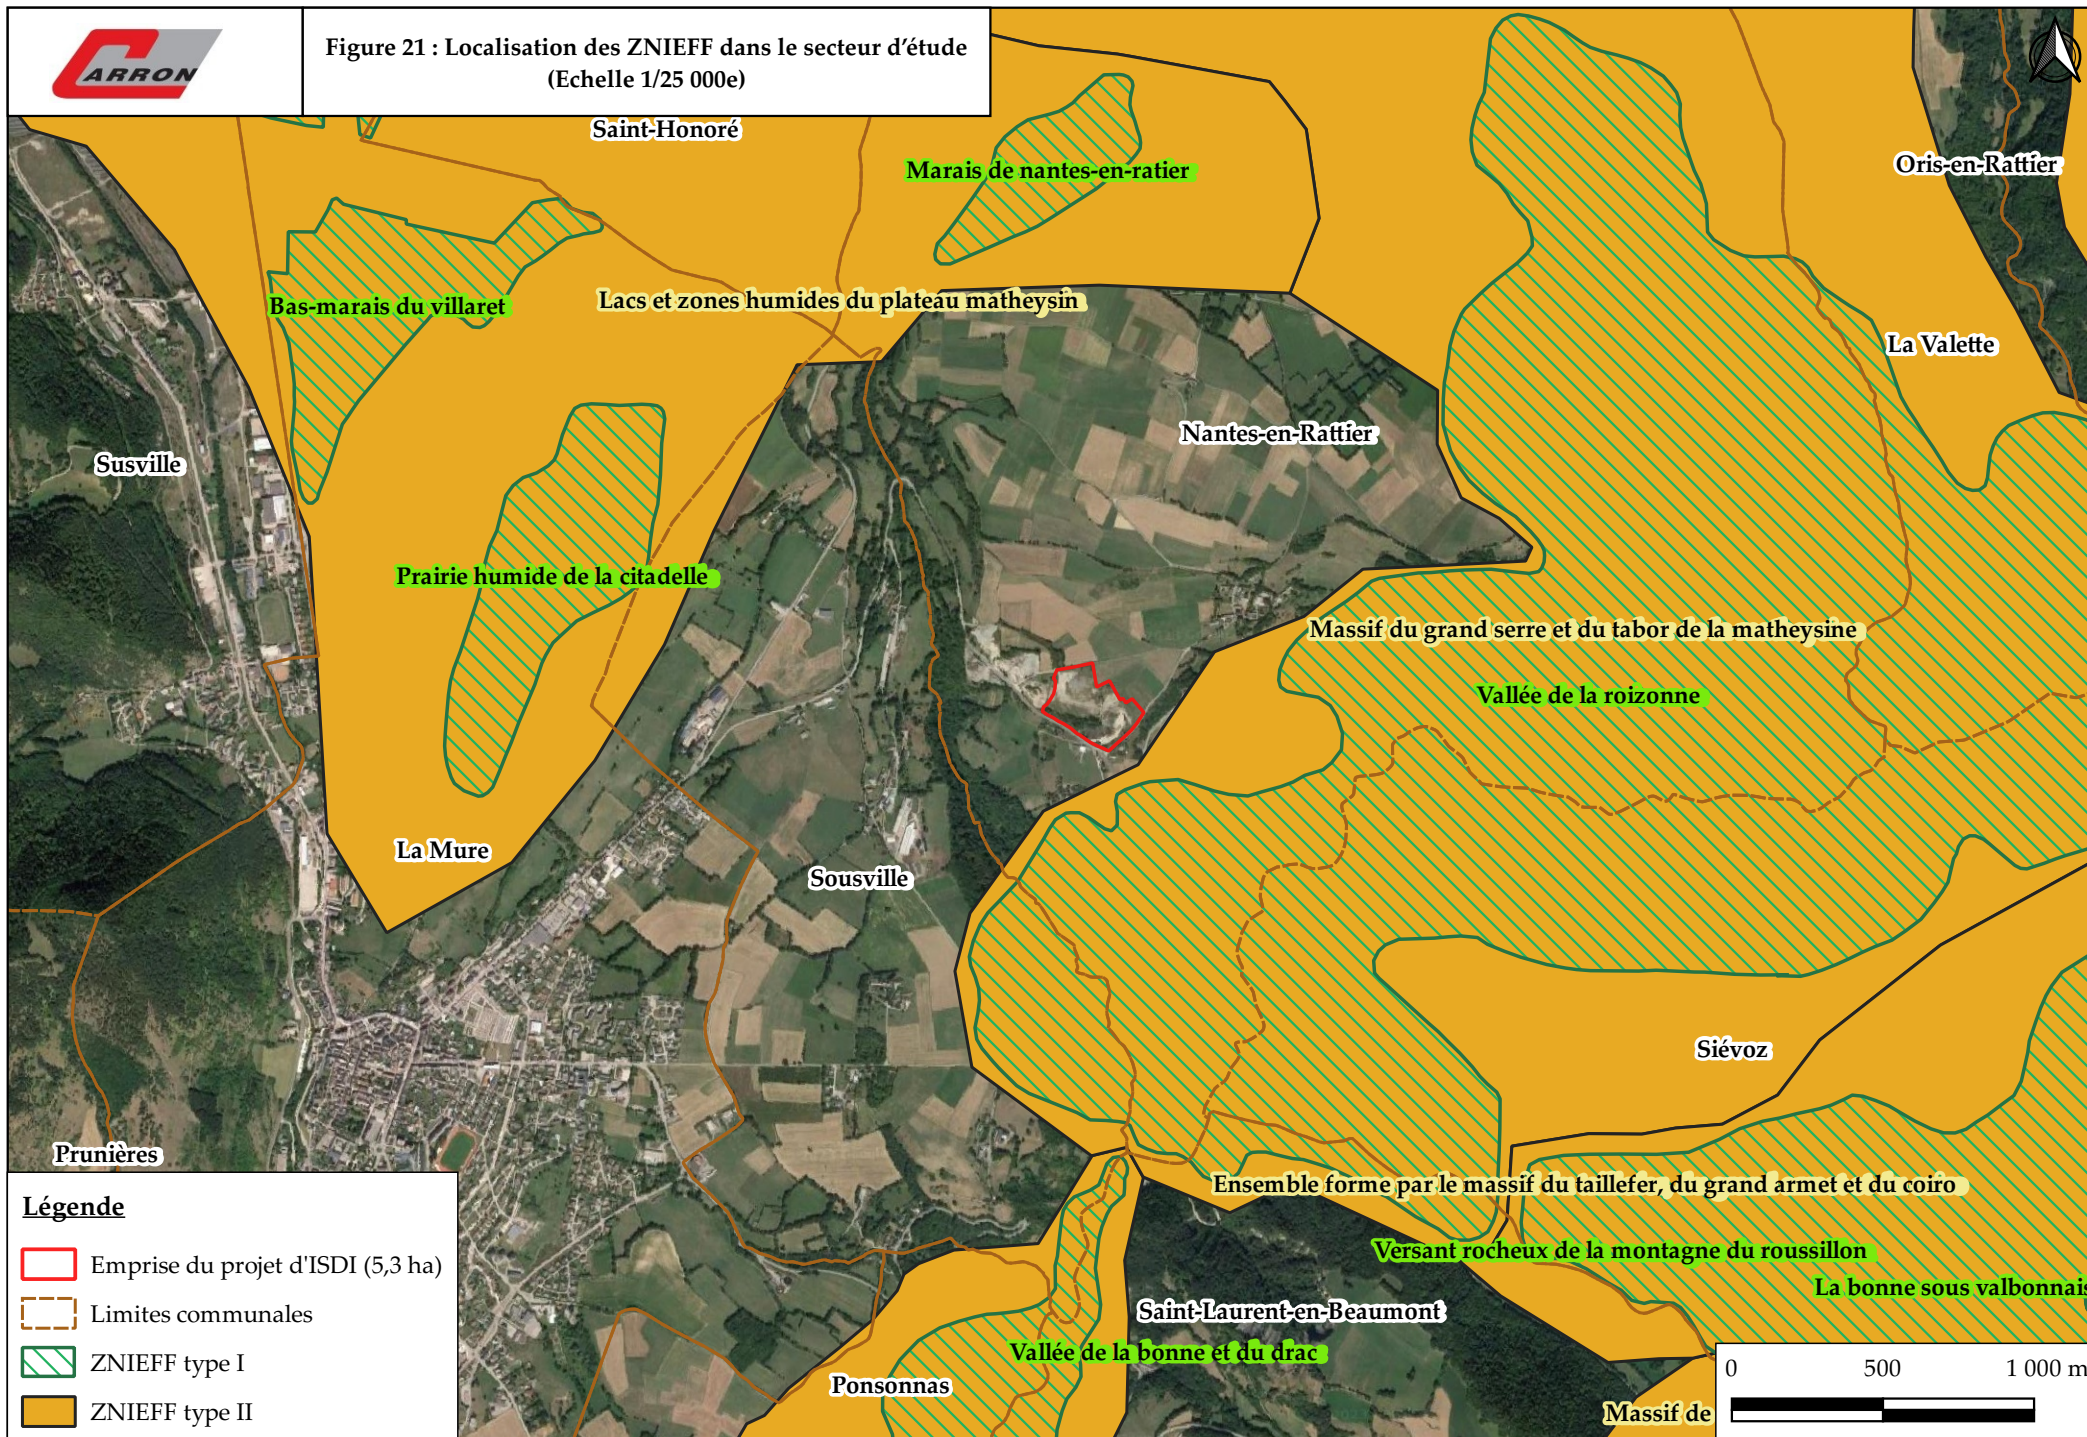 CARRON
Figure 21 : Localisation des ZNIEFF dans le secteur d'étude
(Echelle 1/25 000e)
Saint-Honoré
Marais de nantes-en-ratier
Oris-en-Rattier
Bas-marais du villaret
Lacs et zones humides du plateau matheysin
La Valette
Nantes-en-Rattier
Susville
Prairie humide de la citadelle
Massif du grand serre et du tabor de la matheysine
Vallée de la roizonne
La Mure
Sousville
Siévoz
Prunières
Ensemble forme par le massif du taillefer, du grand armet et du coiro
Versant rocheux de la montagne du roussillon
La bonne sous valbonnais
Saint-Laurent-en-Beaumont
Vallée de la bonne et du drac
Ponsonnas
Massif de
Légende
Emprise du projet d'ISDI (5,3 ha)
Limites communales
ZNIEFF type I
ZNIEFF type II
0 500 1 000 m